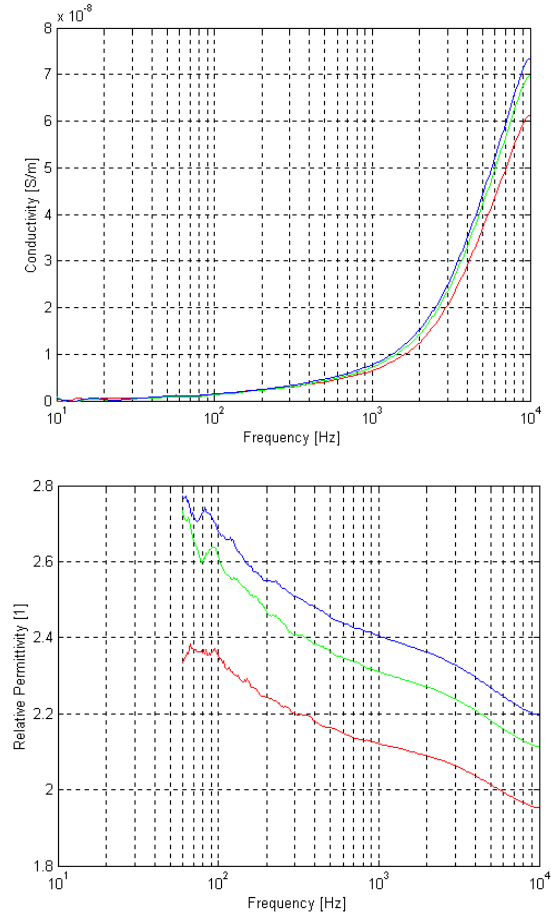 x 10^-8
8
7
6
5
4
3
2
1
0
Conductivity [S/m]
10^1 10^2 10^3 10^4
Frequency [Hz]
2.8
2.6
2.4
2.2
2
1.8
Relative Permittivity [1]
10^1 10^2 10^3 10^4
Frequency [Hz]